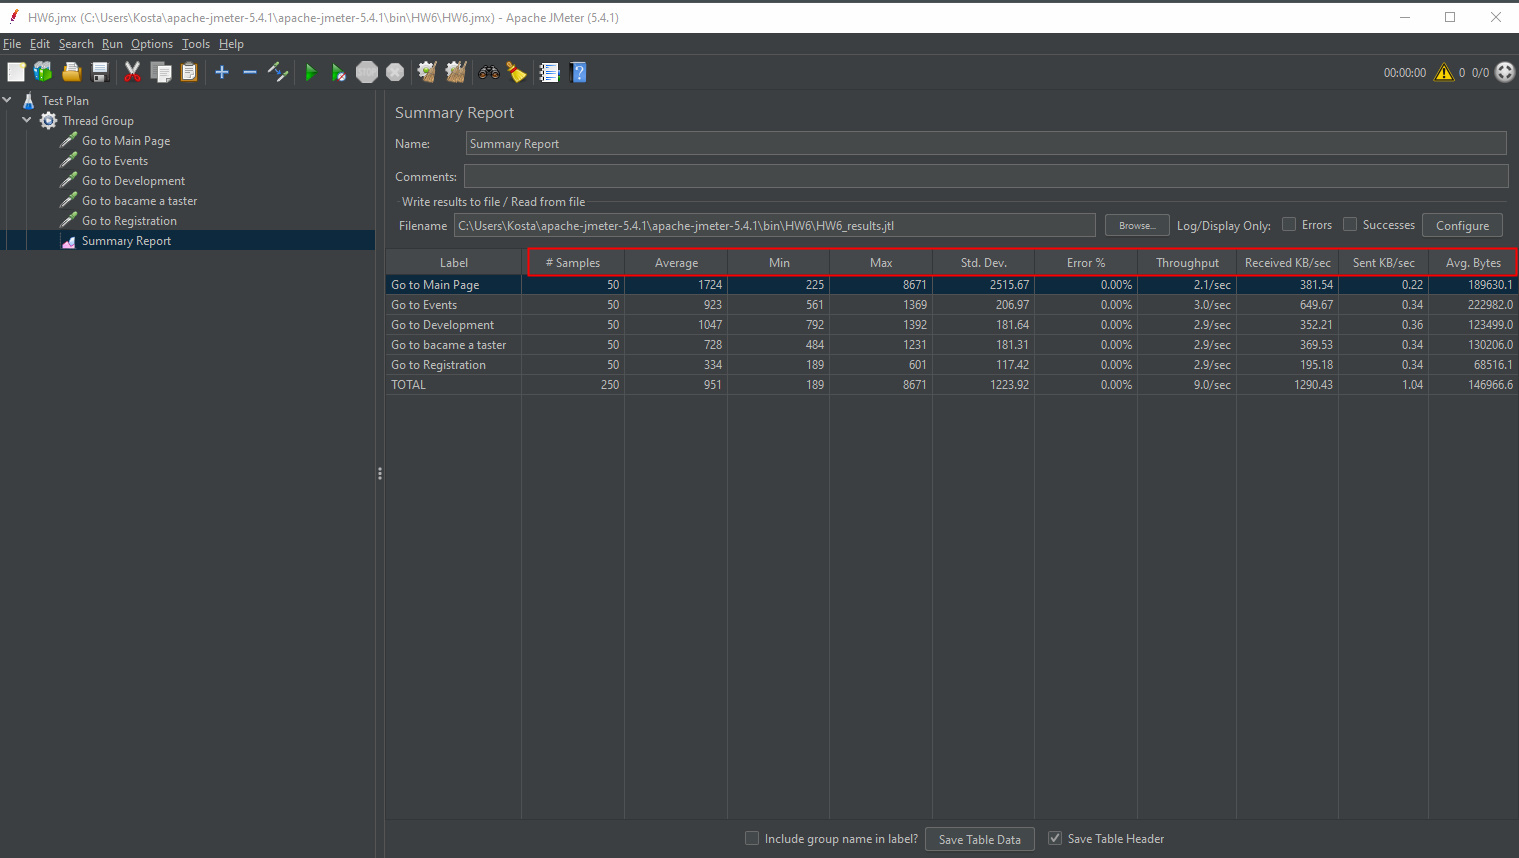 HW6.jmx (C:\Users\Kosta\apache-jmeter-5.4.1\apache-jmeter-5.4.1\bin\HW6\HW6.jmx) - Apache JMeter (5.4.1)
File Edit Search Run Options Tools Help
STOP 00:00:00 0 0/0
Test Plan
Thread Group
Go to Main Page
Go to Events
Go to Development
Go to bacame a taster
Go to Registration
Summary Report
Summary Report
Name: Summary Report
Comments:
Write results to file / Read from file
Filename C:\Users\Kosta\apache-jmeter-5.4.1\apache-jmeter-5.4.1\bin\HW6\HW6_results.jtl Browse... Log/Display Only: Errors Successes Configure
Label # Samples Average Min Max Std. Dev. Error % Throughput Received KB/sec Sent KB/sec Avg. Bytes
Go to Main Page 50 1724 225 8671 2515.67 0.00% 2.1/sec 381.54 0.22 189630.1
Go to Events 50 923 561 1369 206.97 0.00% 3.0/sec 649.67 0.34 222982.0
Go to Development 50 1047 792 1392 181.64 0.00% 2.9/sec 352.21 0.36 123499.0
Go to bacame a taster 50 728 484 1231 181.31 0.00% 2.9/sec 369.53 0.34 130206.0
Go to Registration 50 334 189 601 117.42 0.00% 2.9/sec 195.18 0.34 68516.1
TOTAL 250 951 189 8671 1223.92 0.00% 9.0/sec 1290.43 1.04 146966.6
Include group name in label? Save Table Data Save Table Header